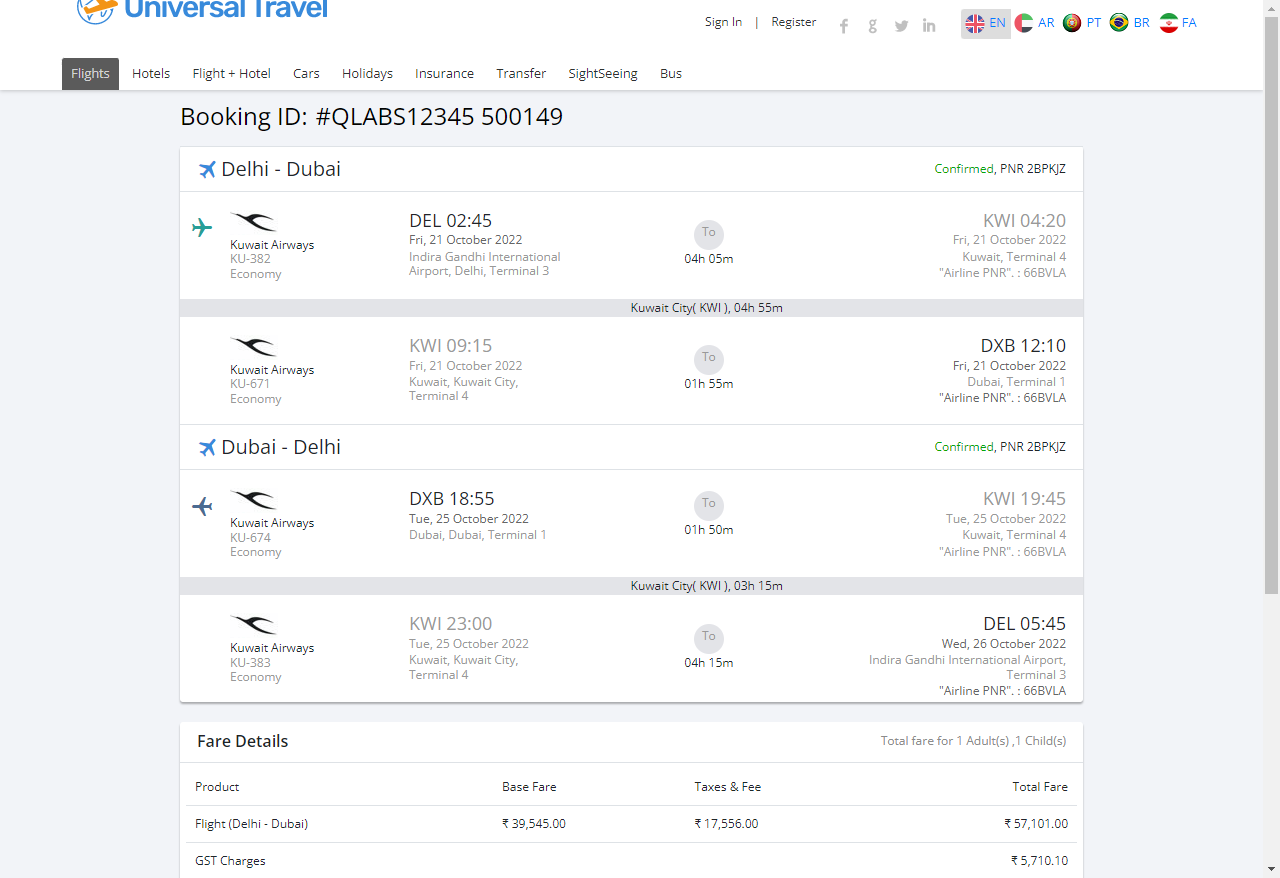 Universal Travel
Sign In | Register
EN AR PT BR FA
Flights Hotels Flight + Hotel Cars Holidays Insurance Transfer SightSeeing Bus
Booking ID: #QLABS12345 500149
Delhi - Dubai
Confirmed, PNR 2BPKJZ
Kuwait Airways
KU-382
Economy
DEL 02:45
Fri, 21 October 2022
Indira Gandhi International
Airport, Delhi, Terminal 3
To
04h 05m
KWI 04:20
Fri, 21 October 2022
Kuwait, Terminal 4
"Airline PNR". : 66BVLA
Kuwait City( KWI ), 04h 55m
Kuwait Airways
KU-671
Economy
KWI 09:15
Fri, 21 October 2022
Kuwait, Kuwait City,
Terminal 4
To
01h 55m
DXB 12:10
Fri, 21 October 2022
Dubai, Terminal 1
"Airline PNR". : 66BVLA
Dubai - Delhi
Confirmed, PNR 2BPKJZ
Kuwait Airways
KU-674
Economy
DXB 18:55
Tue, 25 October 2022
Dubai, Dubai, Terminal 1
To
01h 50m
KWI 19:45
Tue, 25 October 2022
Kuwait, Terminal 4
"Airline PNR". : 66BVLA
Kuwait City( KWI ), 03h 15m
Kuwait Airways
KU-383
Economy
KWI 23:00
Tue, 25 October 2022
Kuwait, Kuwait City,
Terminal 4
To
04h 15m
DEL 05:45
Wed, 26 October 2022
Indira Gandhi International Airport,
Terminal 3
"Airline PNR". : 66BVLA
Fare Details
Total fare for 1 Adult(s) ,1 Child(s)
Product Base Fare Taxes & Fee Total Fare
Flight (Delhi - Dubai) ₹ 39,545.00 ₹ 17,556.00 ₹ 57,101.00
GST Charges ₹ 5,710.10